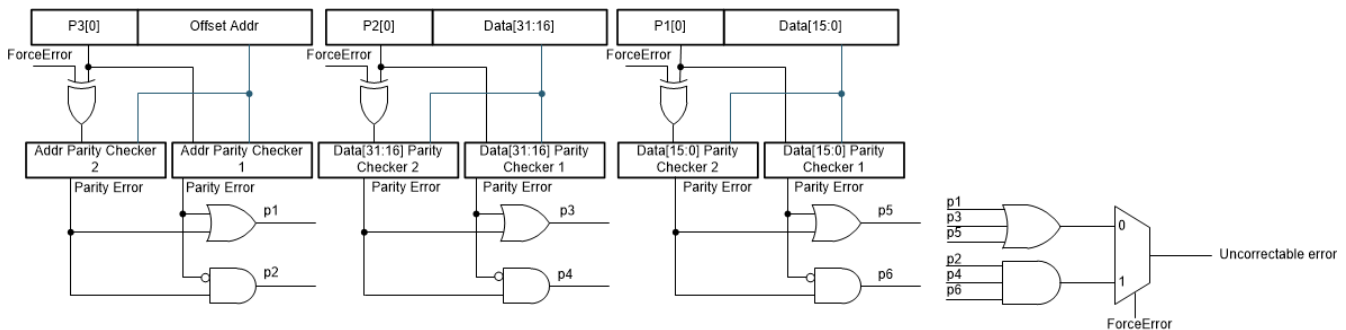 P3[0] Offset Addr P2[0] Data[31:16] P1[0] Data[15:0]
ForceError ForceError ForceError
Addr Parity Checker
2
Addr Parity Checker
1
Data[31:16] Parity
Checker 2
Data[31:16] Parity
Checker 1
Data[15:0] Parity
Checker 2
Data[15:0] Parity
Checker 1
Parity Error Parity Error Parity Error Parity Error Parity Error Parity Error
p1 p3 p5
p2 p4 p6
p1
p3
p5
0
p2
p4
p6
1
Uncorrectable error
ForceError